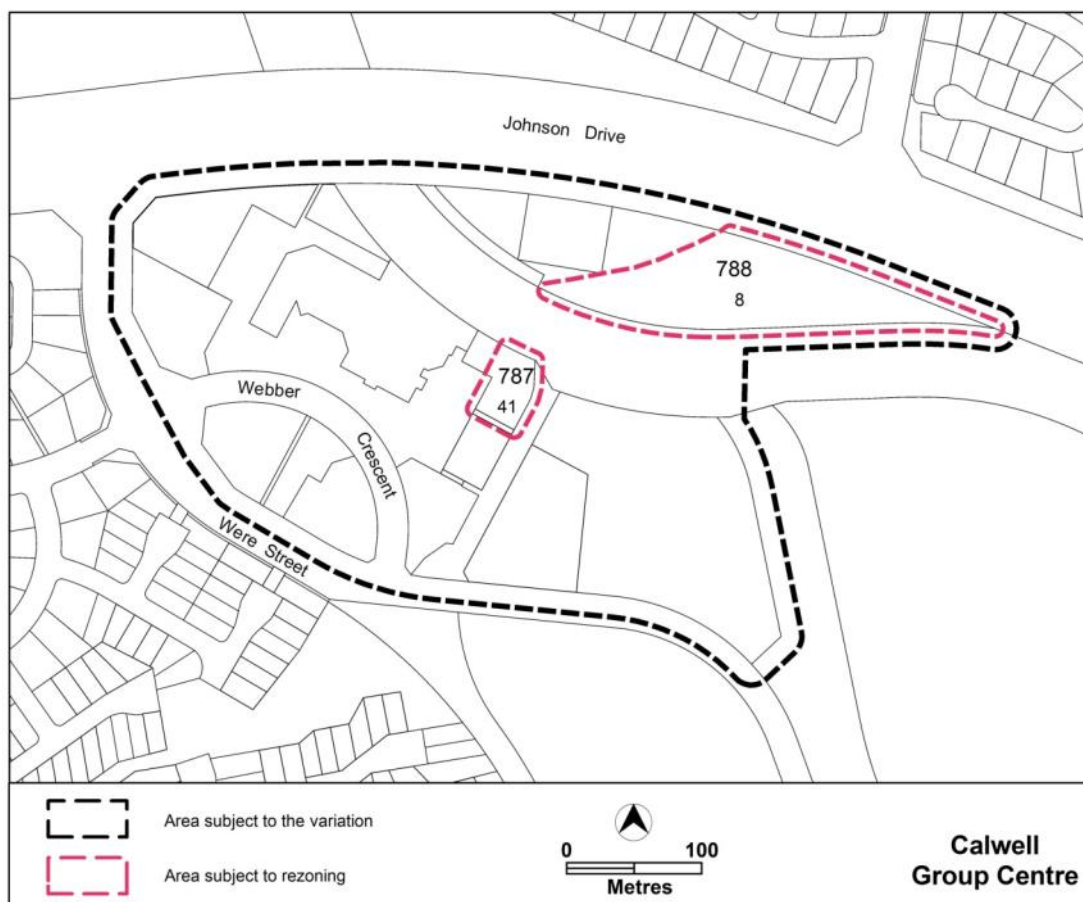 Johnson Drive
788
8
787
41
Webber
Crescent
Were Street
Area subject to the variation
Area subject to rezoning
0 100
Metres
Calwell
Group Centre